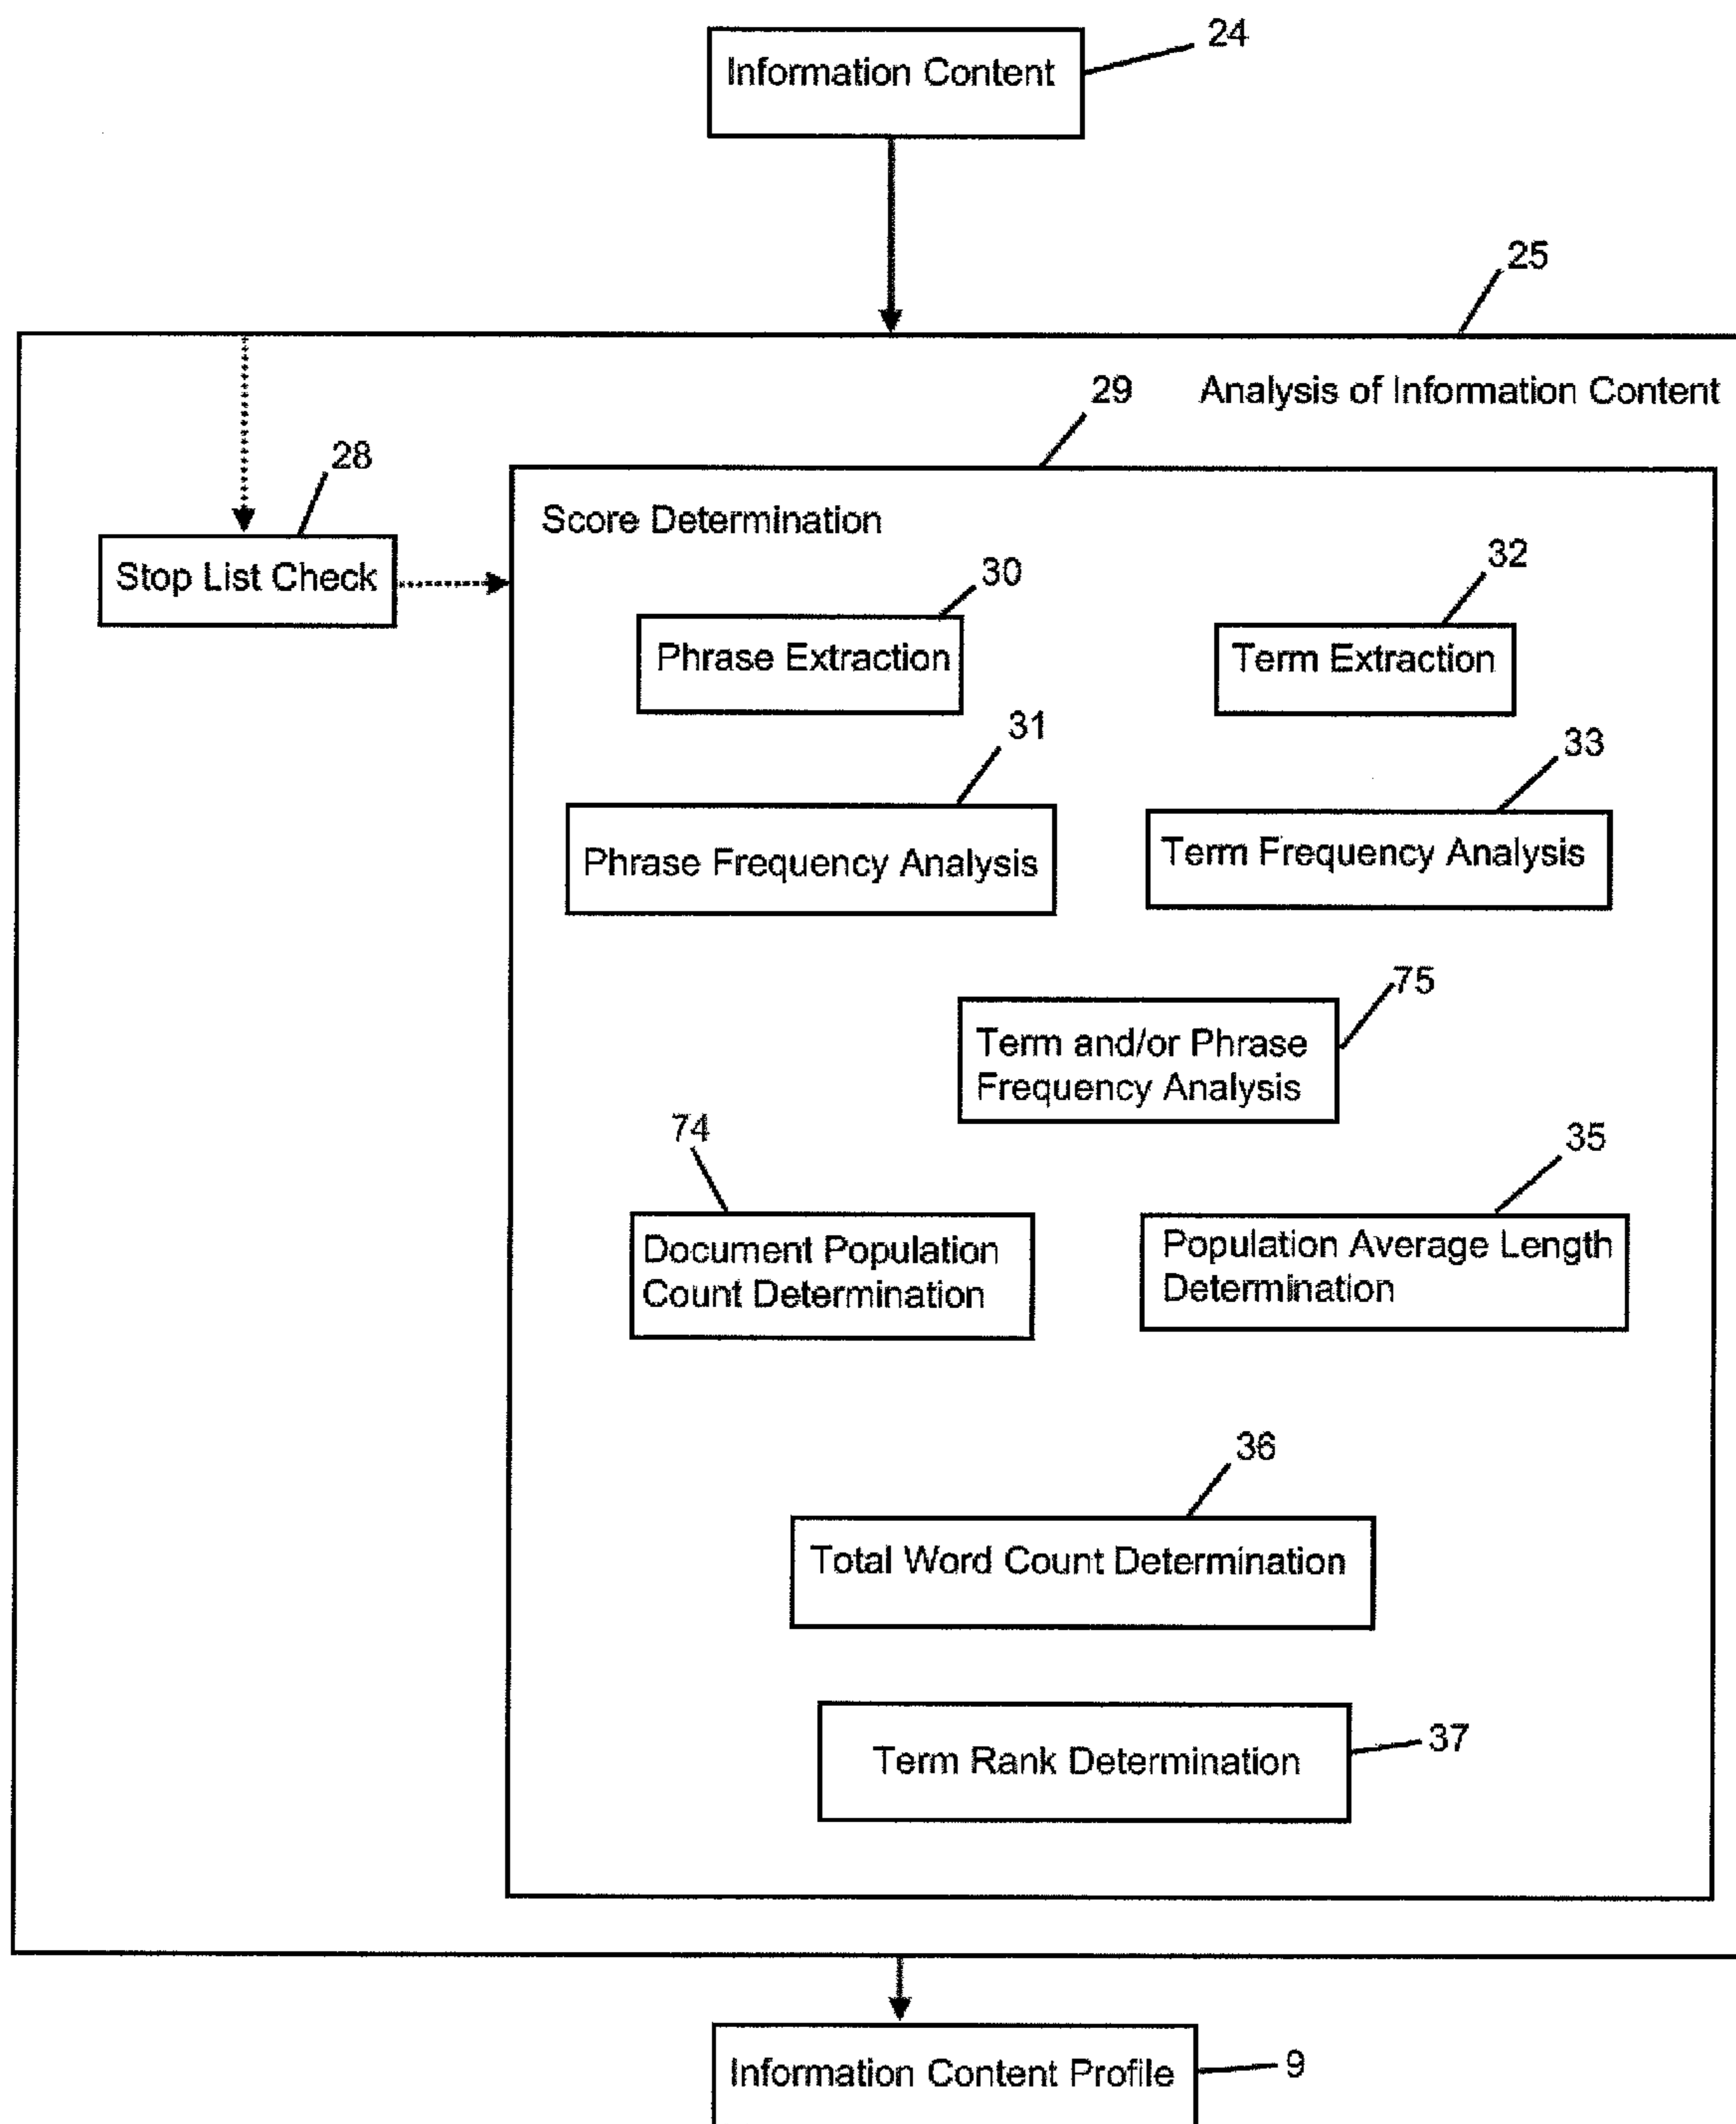 24
Information Content
25
Analysis of Information Content
29
28
Score Determination
Stop List Check
30
32
Phrase Extraction
Term Extraction
31
33
Phrase Frequency Analysis
Term Frequency Analysis
75
Term and/or Phrase
Frequency Analysis
74
35
Document Population
Count Determination
Population Average Length
Determination
36
Total Word Count Determination
37
Term Rank Determination
Information Content Profile
9